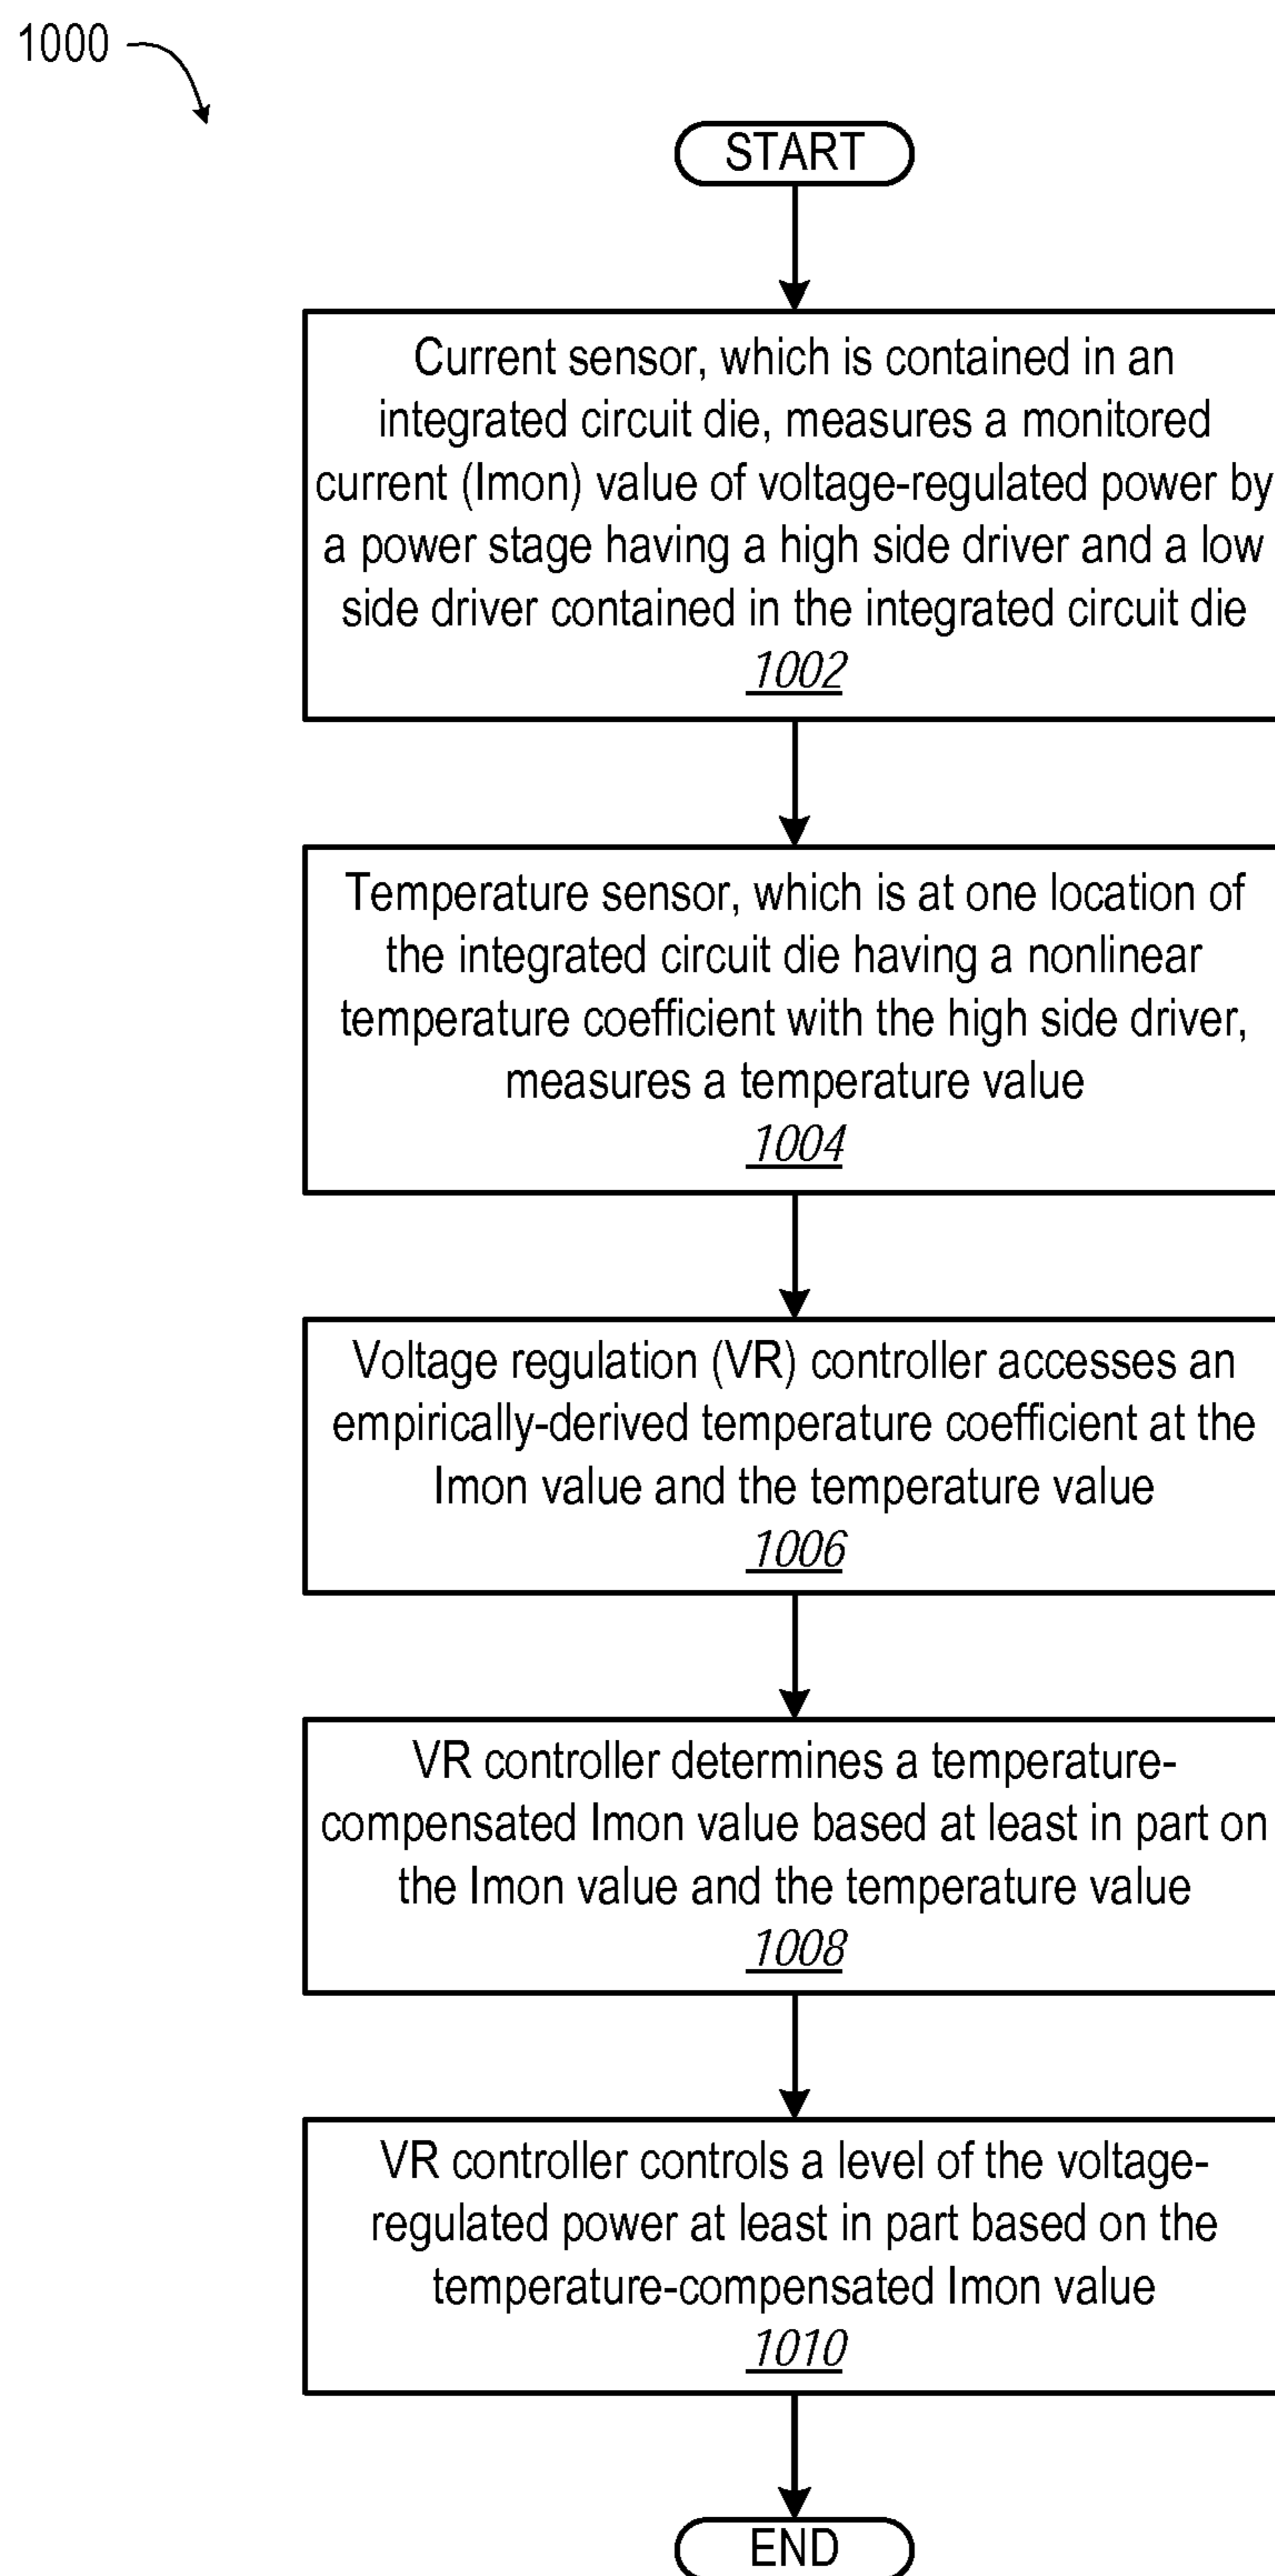 1000
START
Current sensor, which is contained in an
integrated circuit die, measures a monitored
current (Imon) value of voltage-regulated power by
a power stage having a high side driver and a low
side driver contained in the integrated circuit die
1002
Temperature sensor, which is at one location of
the integrated circuit die having a nonlinear
temperature coefficient with the high side driver,
measures a temperature value
1004
Voltage regulation (VR) controller accesses an
empirically-derived temperature coefficient at the
Imon value and the temperature value
1006
VR controller determines a temperature-
compensated Imon value based at least in part on
the Imon value and the temperature value
1008
VR controller controls a level of the voltage-
regulated power at least in part based on the
temperature-compensated Imon value
1010
END